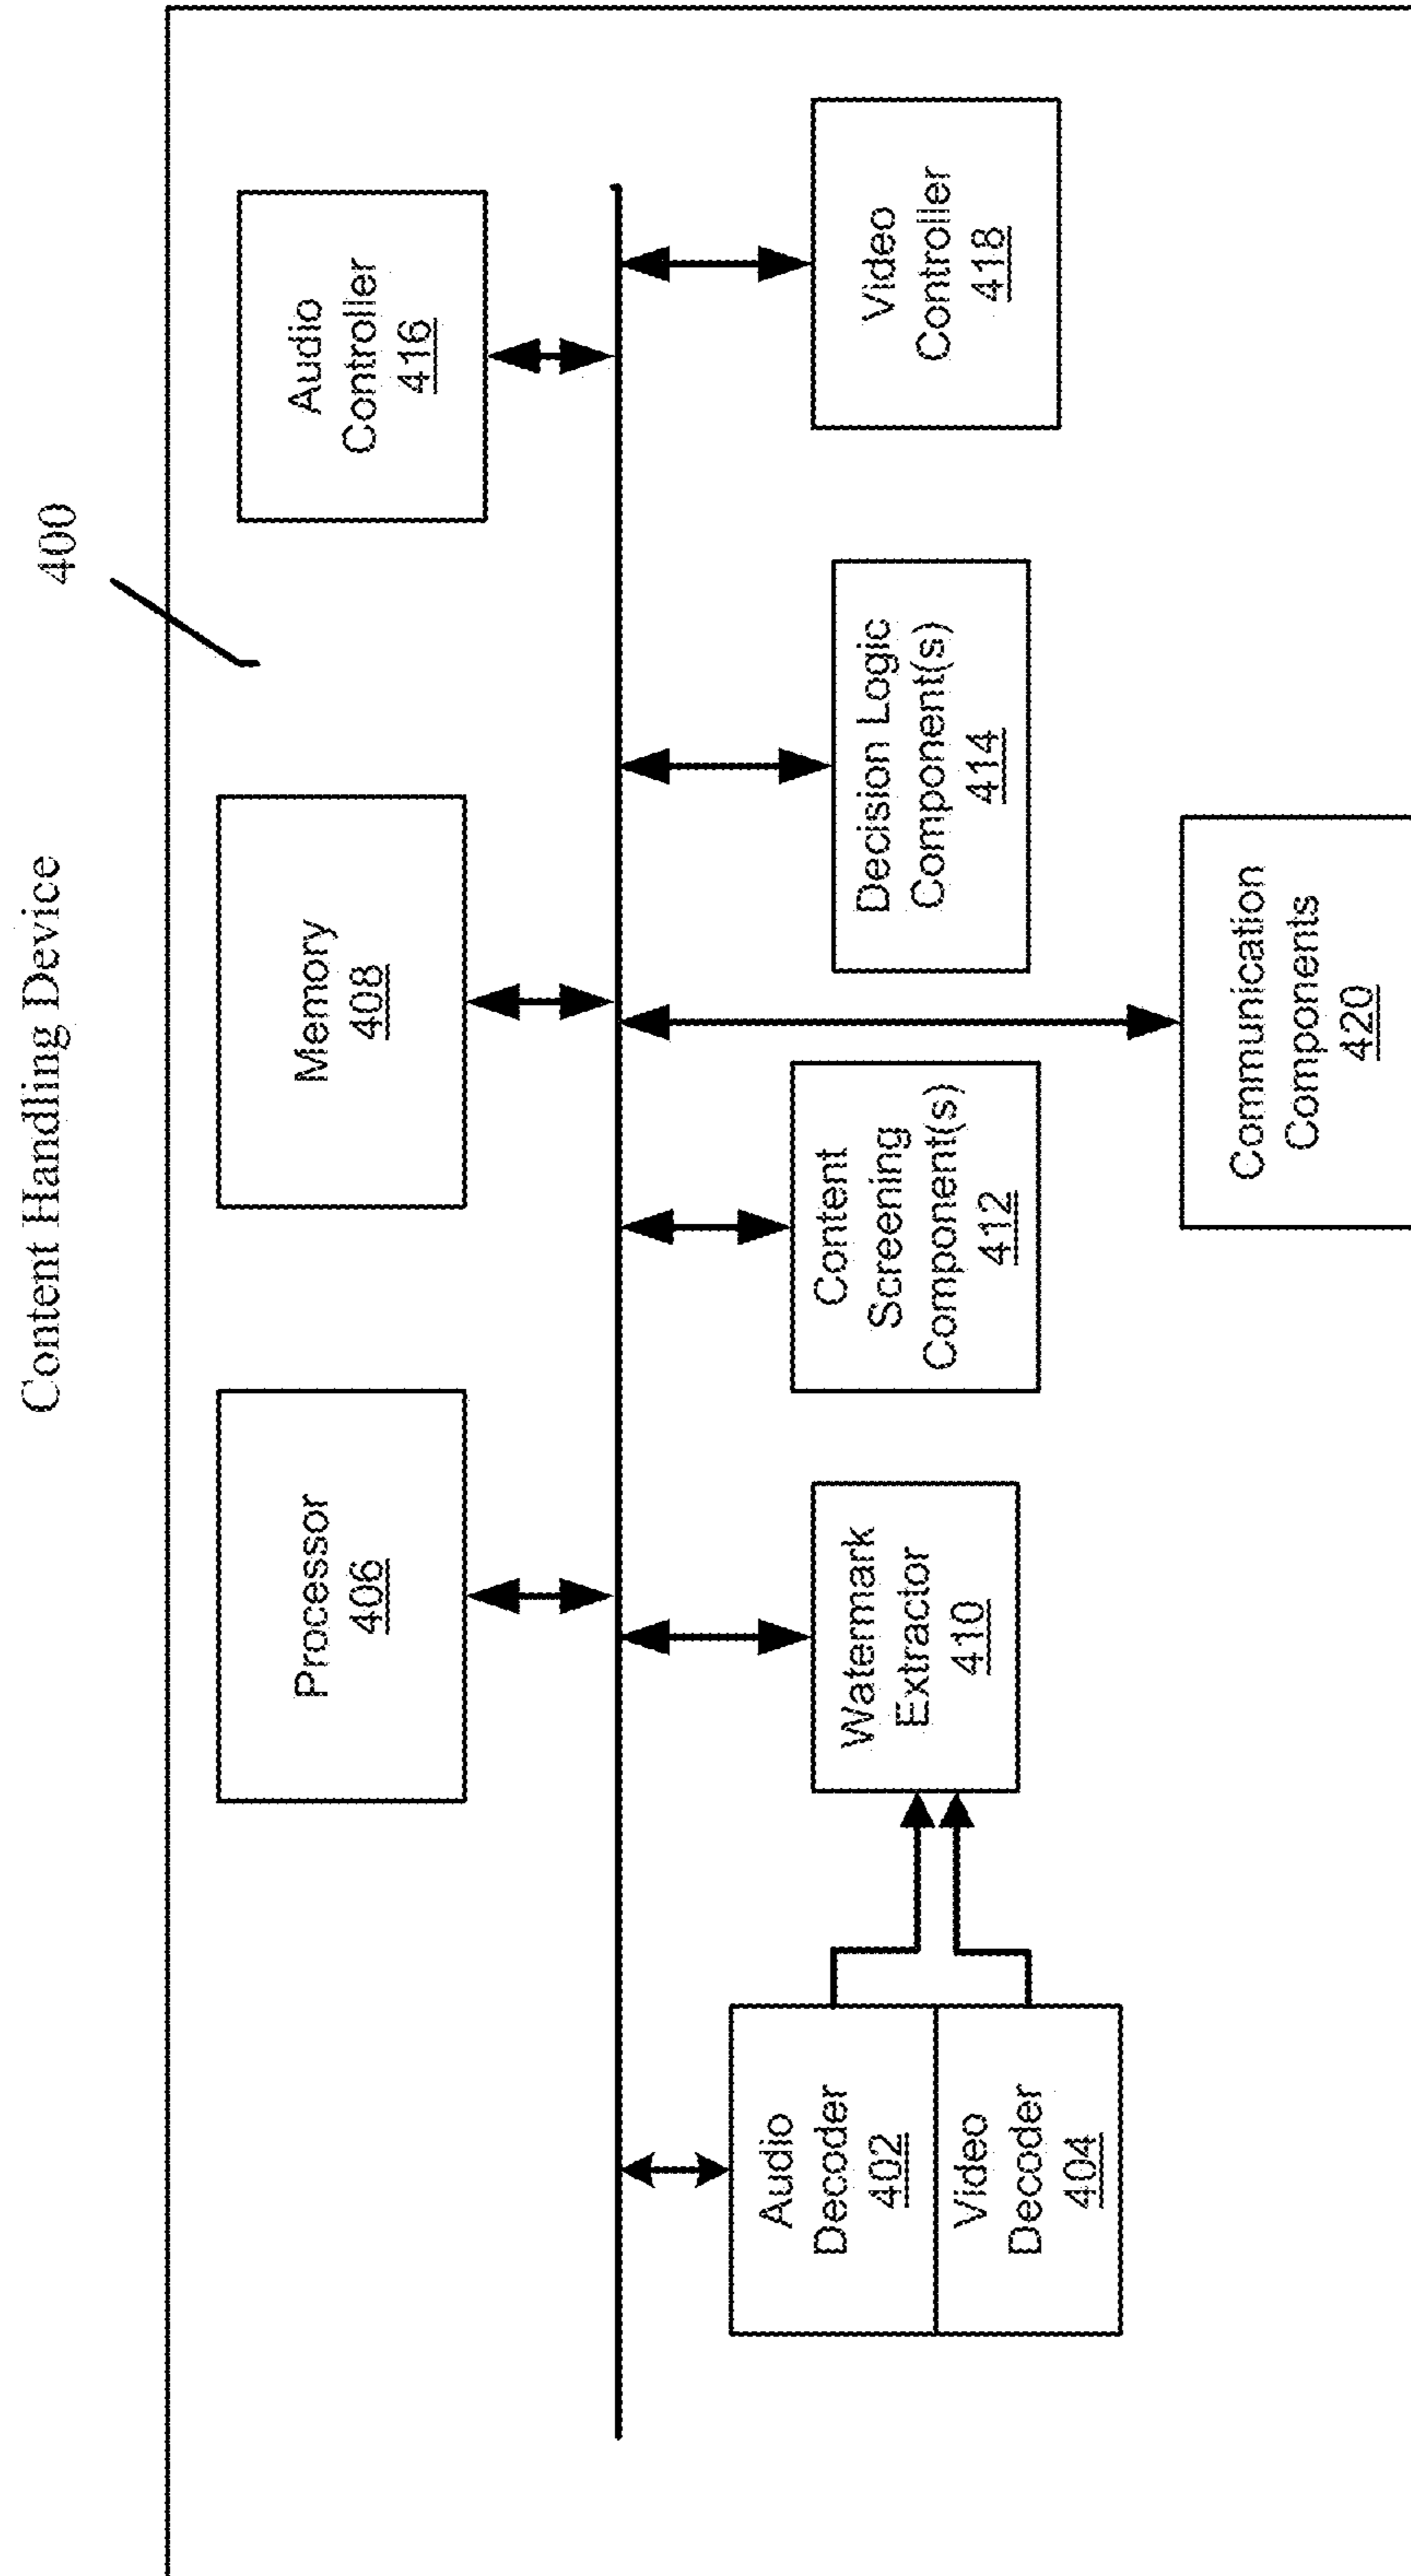 Content Handling Device
400
Processor
406
Memory
408
Audio
Controller
416
Audio
Decoder
402
Video
Decoder
404
Watermark
Extractor
410
Content
Screening
Component(s)
412
Decision Logic
Component(s)
414
Video
Controller
418
Communication
Components
420